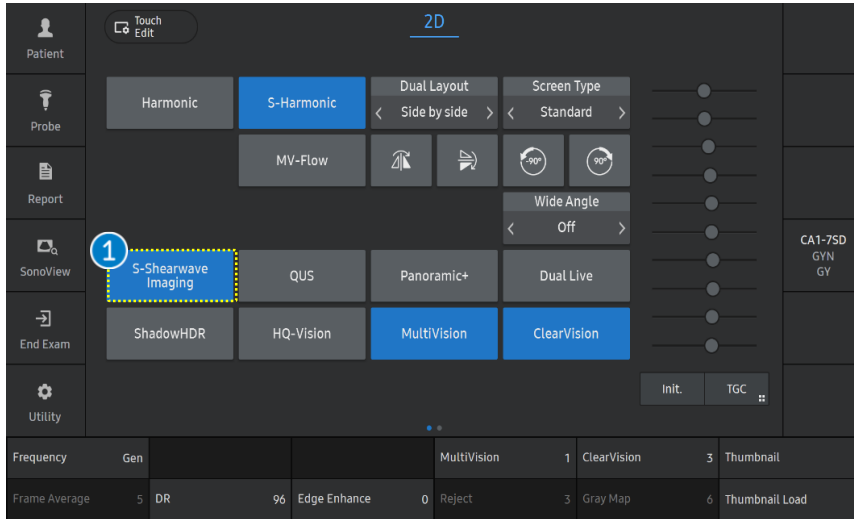 Patient
Touch
Edit
2D
Probe
Harmonic
S-Harmonic
Dual Layout
< Side by side >
Screen Type
< Standard >
MV-Flow
-90°
90°
Report
Wide Angle
< Off >
SonoView
1
S-Shearwave
Imaging
QUS
Panoramic+
Dual Live
CA1-7SD
GYN
GY
End Exam
ShadowHDR
HQ-Vision
MultiVision
ClearVision
Utility
Init.
TGC
Frequency Gen
MultiVision 1
ClearVision 3
Thumbnail
Frame Average 5
DR 96
Edge Enhance 0
Reject 3
Gray Map 6
Thumbnail Load